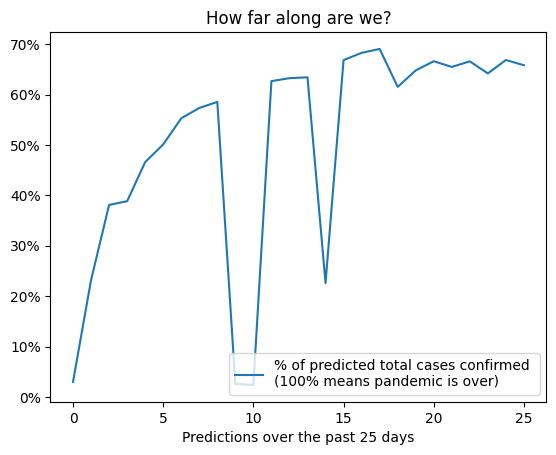 How far along are we?
70%
60%
50%
40%
30%
20%
10%
0%
% of predicted total cases confirmed
(100% means pandemic is over)
0 5 10 15 20 25
Predictions over the past 25 days